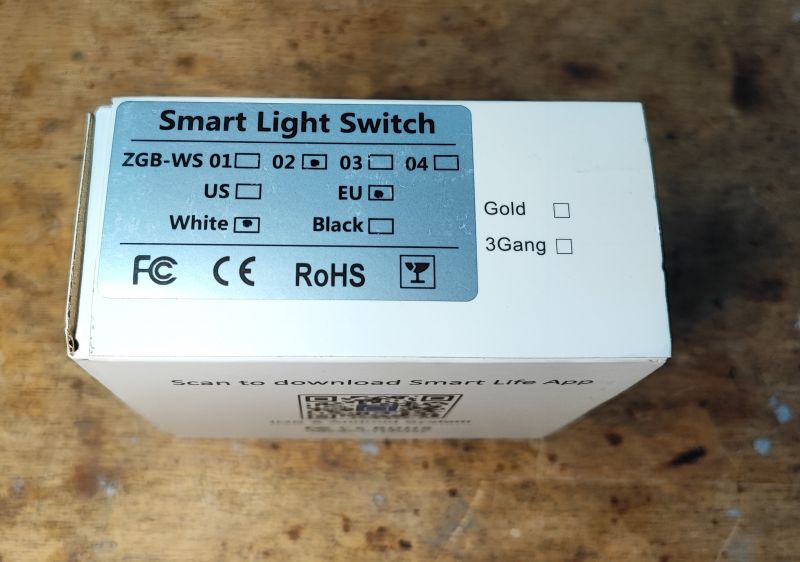 Smart Light Switch
ZGB-WS 01 02 03 04
US EU
White Black
FC CE RoHS
Gold
3Gang
Scan to download Smart Life App